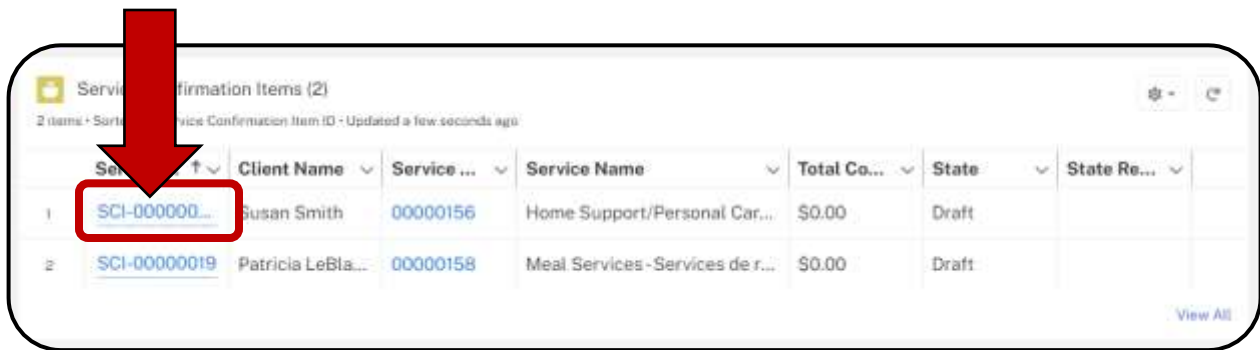 Servi firmation Items (2)
2 items • Sorte vice Confirmation Item ID • Updated a few seconds ago
Ser Client Name Service ... Service Name Total Co... State State Re...
1 SCI-000000... Susan Smith 00000156 Home Support/Personal Car... $0.00 Draft
2 SCI-00000019 Patricia LeBla... 00000158 Meal Services - Services de r... $0.00 Draft
View All